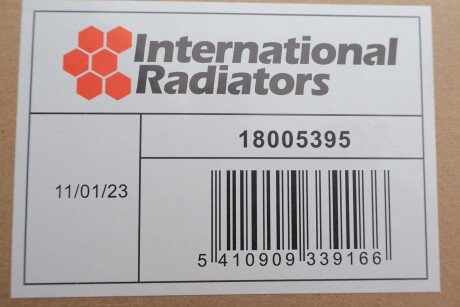 International
Radiators
18005395
11/01/23
5 410909 339166